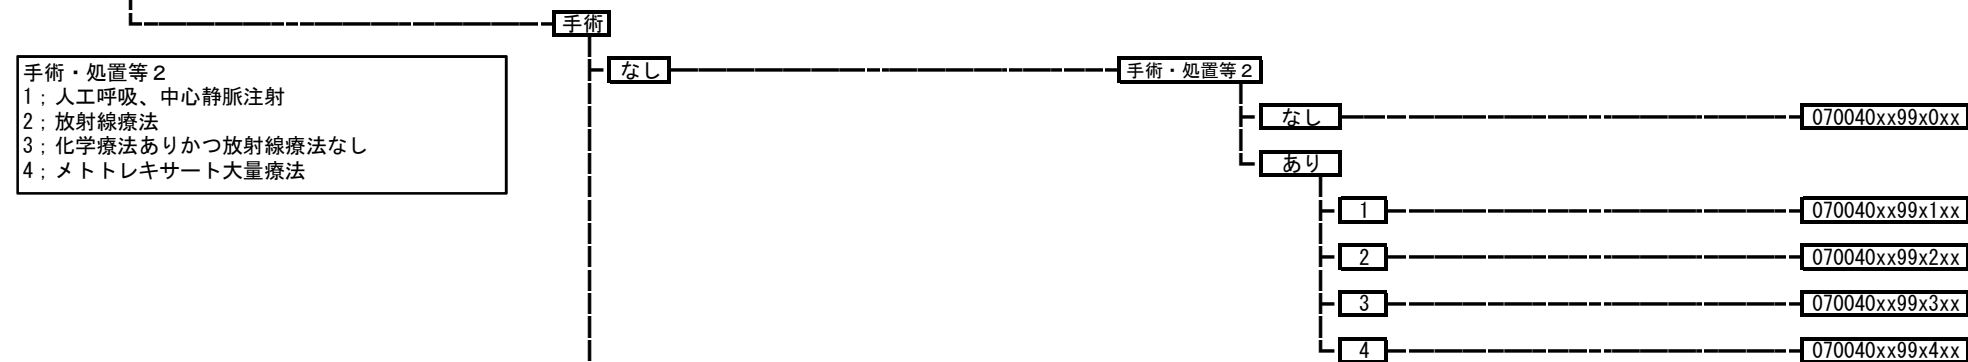 手術
手術・処置等２
1；人工呼吸、中心静脈注射
2；放射線療法
3；化学療法ありかつ放射線療法なし
4；メトトレキサート大量療法
なし
手術・処置等２
なし
070040xx99x0xx
あり
1
070040xx99x1xx
2
070040xx99x2xx
3
070040xx99x3xx
4
070040xx99x4xx